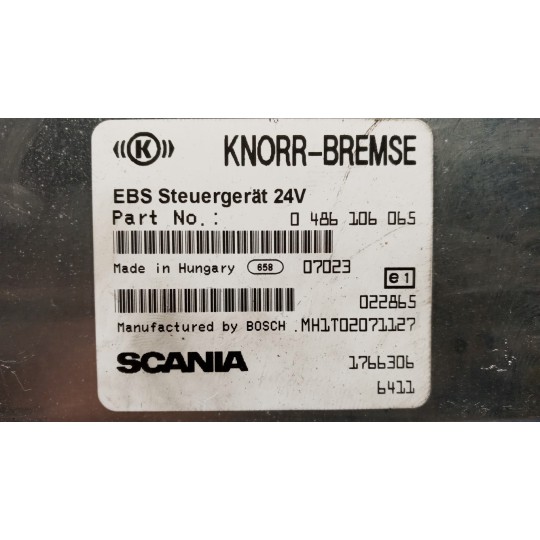 K KNORR-BREMSE
EBS Steuergerät 24V
Part No.: 0 486 106 065
Made in Hungary 658 07023
e1
022865
Manufactured by BOSCH MH1T02071127
SCANIA 1766306
6411